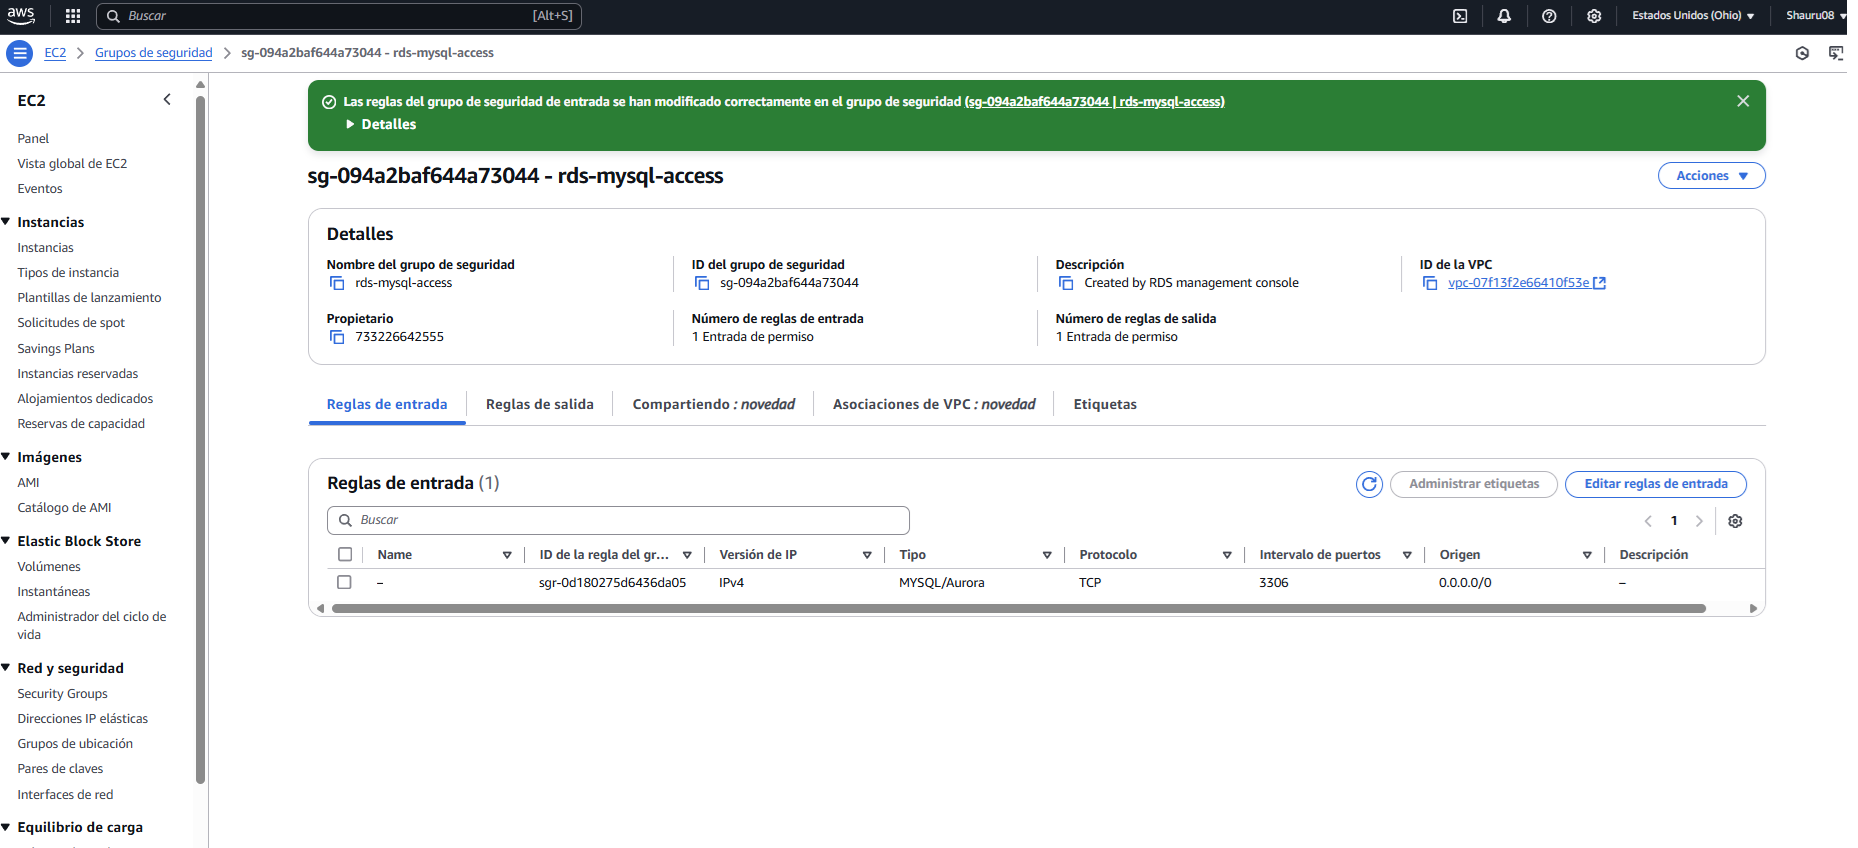 aws
Buscar
[Alt+S]
Estados Unidos (Ohio)
Shauru08
EC2
Grupos de seguridad
sg-094a2baf644a73044 - rds-mysql-access
EC2
Panel
Vista global de EC2
Eventos
Instancias
Instancias
Tipos de instancia
Plantillas de lanzamiento
Solicitudes de spot
Savings Plans
Instancias reservadas
Alojamientos dedicados
Reservas de capacidad
Imágenes
AMI
Catálogo de AMI
Elastic Block Store
Volúmenes
Instantáneas
Administrador del ciclo de
vida
Red y seguridad
Security Groups
Direcciones IP elásticas
Grupos de ubicación
Pares de claves
Interfaces de red
Equilibrio de carga
Las reglas del grupo de seguridad de entrada se han modificado correctamente en el grupo de seguridad (sg-094a2baf644a73044 | rds-mysql-access)
Detalles
sg-094a2baf644a73044 - rds-mysql-access
Acciones
Detalles
Nombre del grupo de seguridad
rds-mysql-access
ID del grupo de seguridad
sg-094a2baf644a73044
Descripción
Created by RDS management console
ID de la VPC
vpc-07f13f2e66410f53e
Propietario
733226642555
Número de reglas de entrada
1 Entrada de permiso
Número de reglas de salida
1 Entrada de permiso
Reglas de entrada
Reglas de salida
Compartiendo : novedad
Asociaciones de VPC : novedad
Etiquetas
Reglas de entrada (1)
Administrar etiquetas
Editar reglas de entrada
Buscar
1
Name
ID de la regla del gr...
Versión de IP
Tipo
Protocolo
Intervalo de puertos
Origen
Descripción
–
sgr-0d180275d6436da05
IPv4
MYSQL/Aurora
TCP
3306
0.0.0.0/0
–